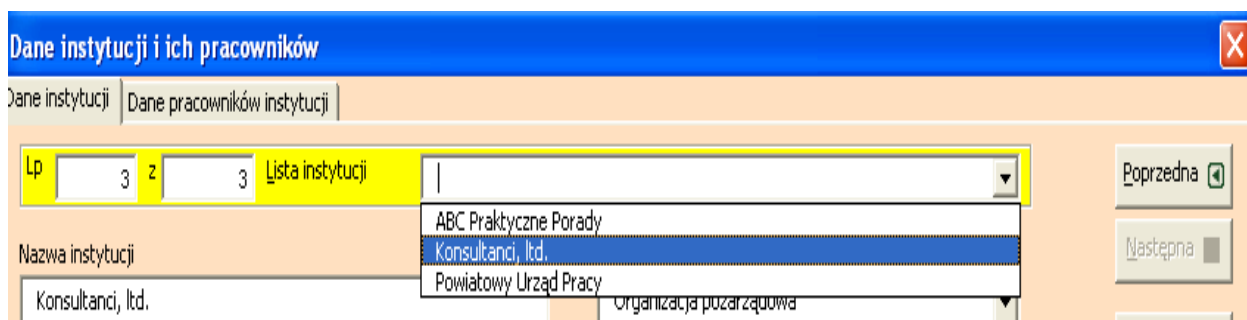 Dane instytucji i ich pracowników
Dane instytucji Dane pracowników instytucji
Lp 3 z 3 Lista instytucji
Poprzedna
ABC Praktyczne Porady
Konsultanci, ltd.
Powiatowy Urząd Pracy
Następna
Nazwa instytucji
Konsultanci, ltd.
Organizacja pozarządowa